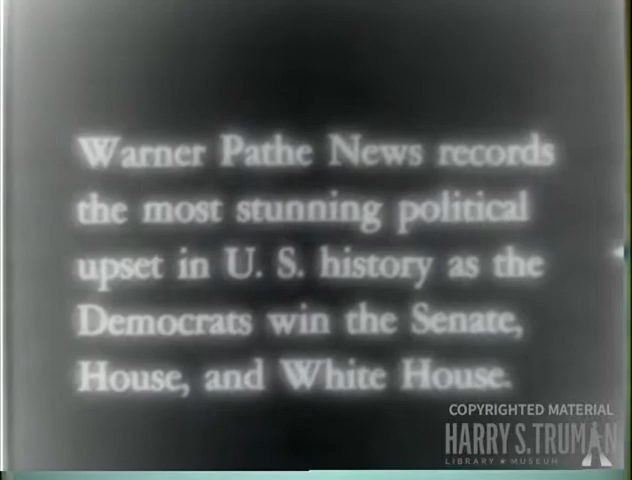 Warner Pathe News records
the most stunning political
upset in U. S. history as the
Democrats win the Senate,
House, and White House.
COPYRIGHTED MATERIAL
HARRY S. TRUMAN
LIBRARY ★ MUSEUM